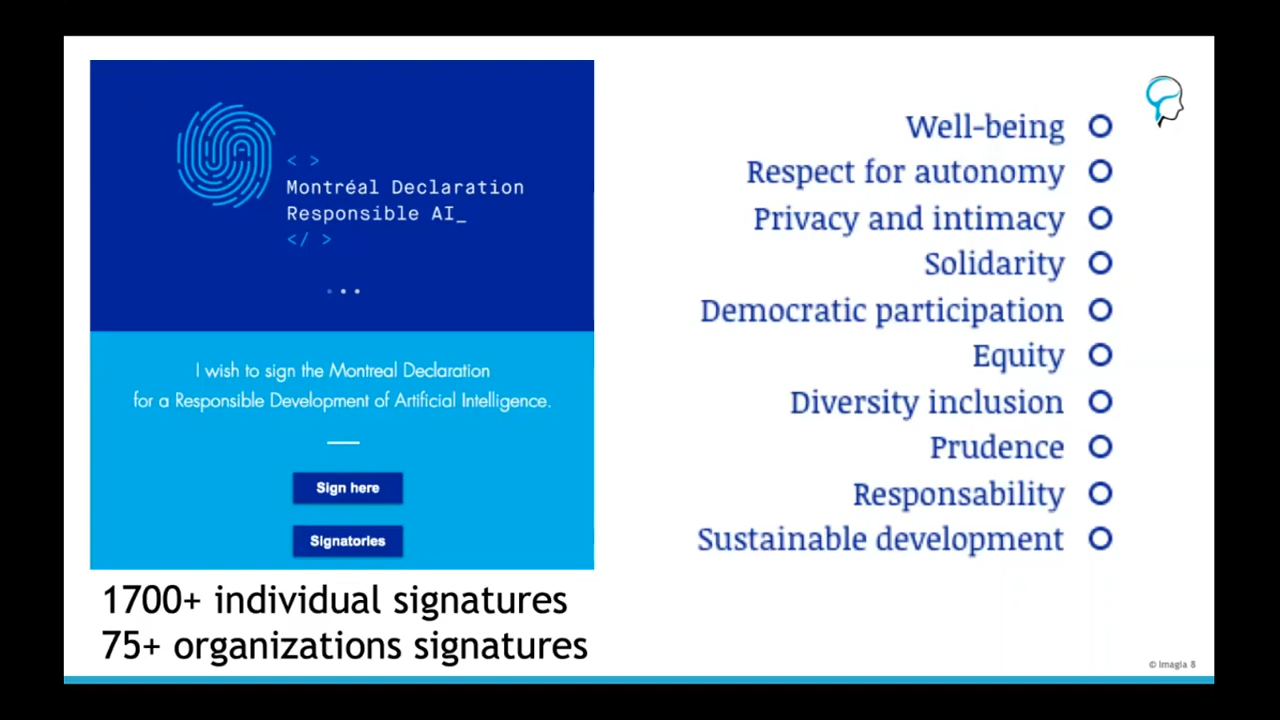 < >
Montréal Declaration
Responsible AI_
</ >
I wish to sign the Montreal Declaration
for a Responsible Development of Artificial Intelligence.
Sign here
Signatories
1700+ individual signatures
75+ organizations signatures
Well-being
Respect for autonomy
Privacy and intimacy
Solidarity
Democratic participation
Equity
Diversity inclusion
Prudence
Responsability
Sustainable development
© Imagia 8